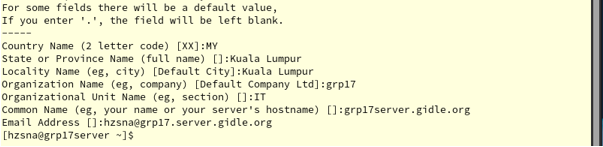 For some fields there will be a default value,
If you enter '.', the field will be left blank.
-----
Country Name (2 letter code) [XX]:MY
State or Province Name (full name) []:Kuala Lumpur
Locality Name (eg, city) [Default City]:Kuala Lumpur
Organization Name (eg, company) [Default Company Ltd]:grp17
Organizational Unit Name (eg, section) []:IT
Common Name (eg, your name or your server's hostname) []:grp17server.gidle.org
Email Address []:hzsna@grp17.server.gidle.org
[hzsna@grp17server ~]$